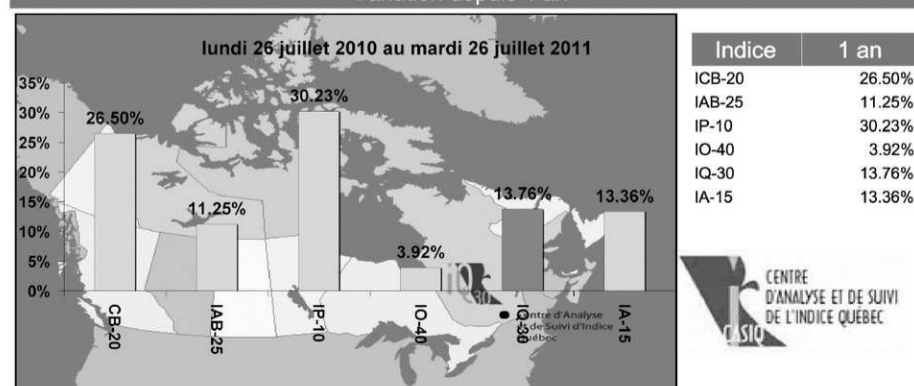 lundi 26 juillet 2010 au mardi 26 juillet 2011
35%
30%
25%
20%
15%
10%
5%
0%
26.50%
11.25%
30.23%
3.92%
13.76%
13.36%
CB-20
IAB-25
IP-10
IO-40
IQ-30
IA-15
IQ
30
Centre d'Analyse
et de Suivi d'Indice
Québec
Indice 1 an
ICB-20 26.50%
IAB-25 11.25%
IP-10 30.23%
IO-40 3.92%
IQ-30 13.76%
IA-15 13.36%
CASIQ
CENTRE
D'ANALYSE ET DE SUIVI
DE L'INDICE QUÉBEC